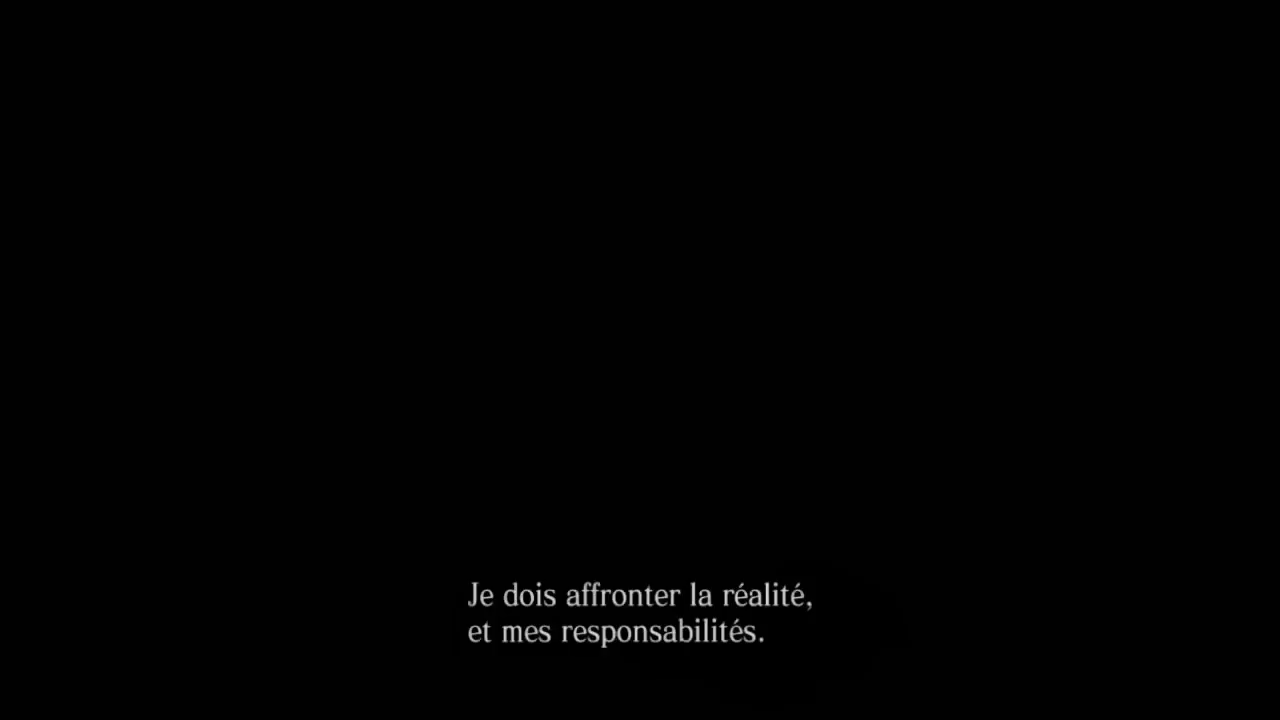 Je dois affronter la réalité,
et mes responsabilités.